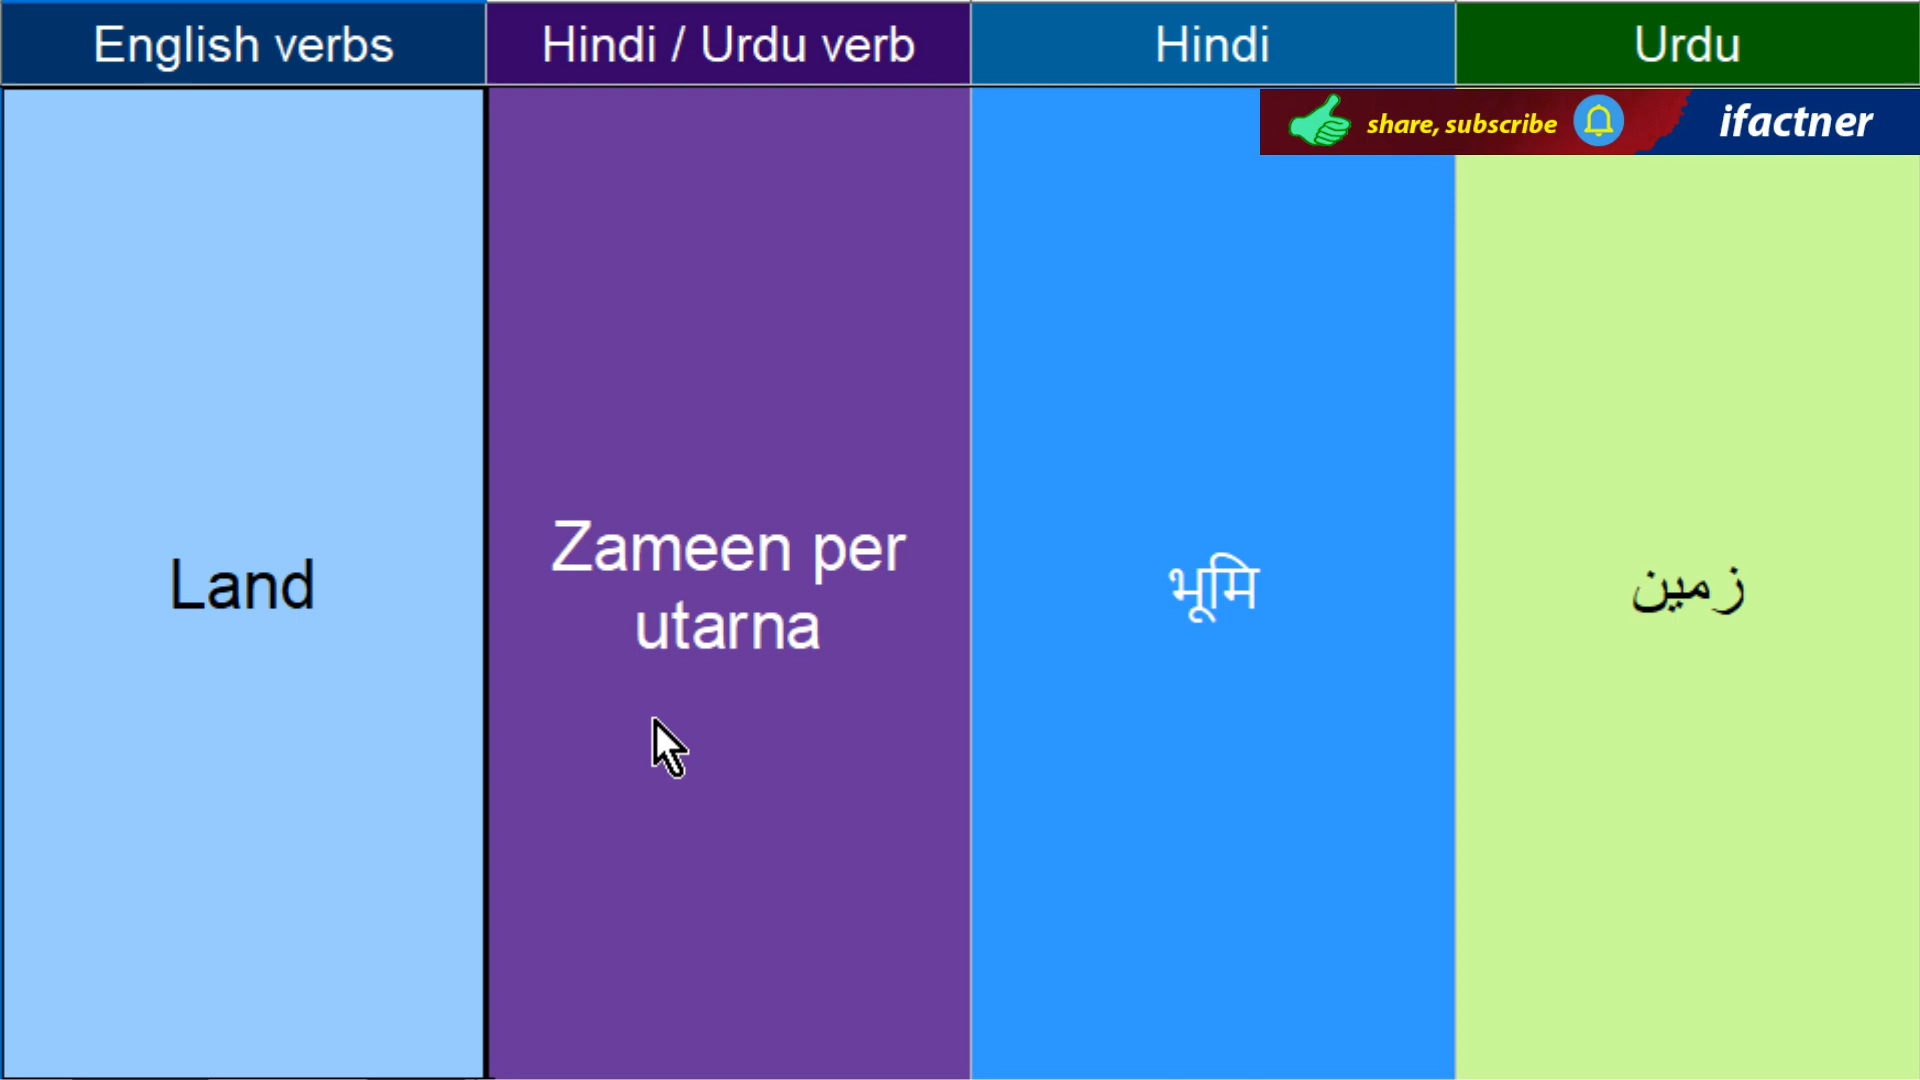 English verbs
Hindi / Urdu verb
Hindi
Urdu
share, subscribe
ifactner
Land
Zameen per
utarna
भूमि
زمین